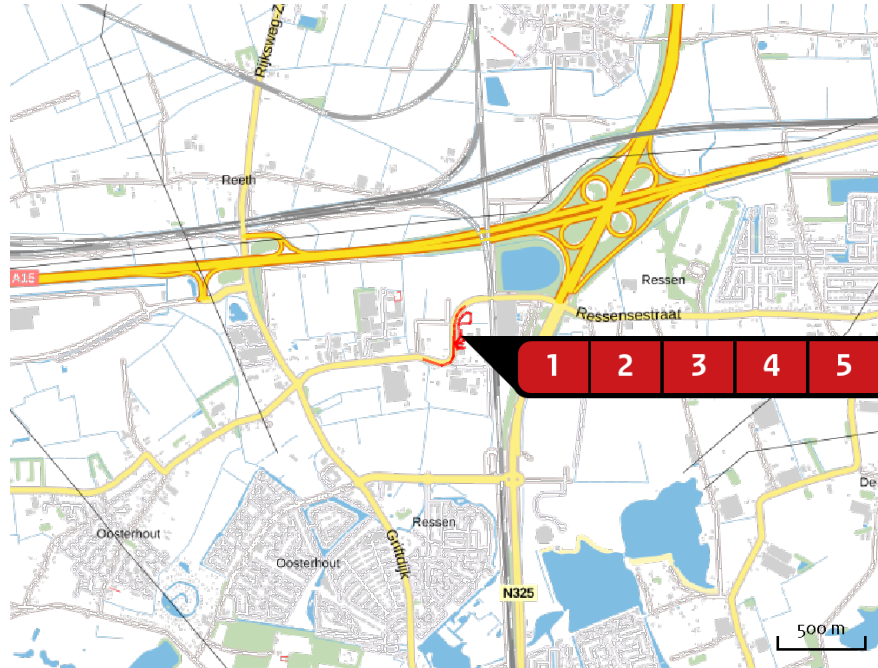 Rijksweg-Z
Reeth
A15
Ressen
Ressensestraat
1 2 3 4 5
De
Ressen
Oosterhout
Oosterhout
Griftdijk
N325
500 m